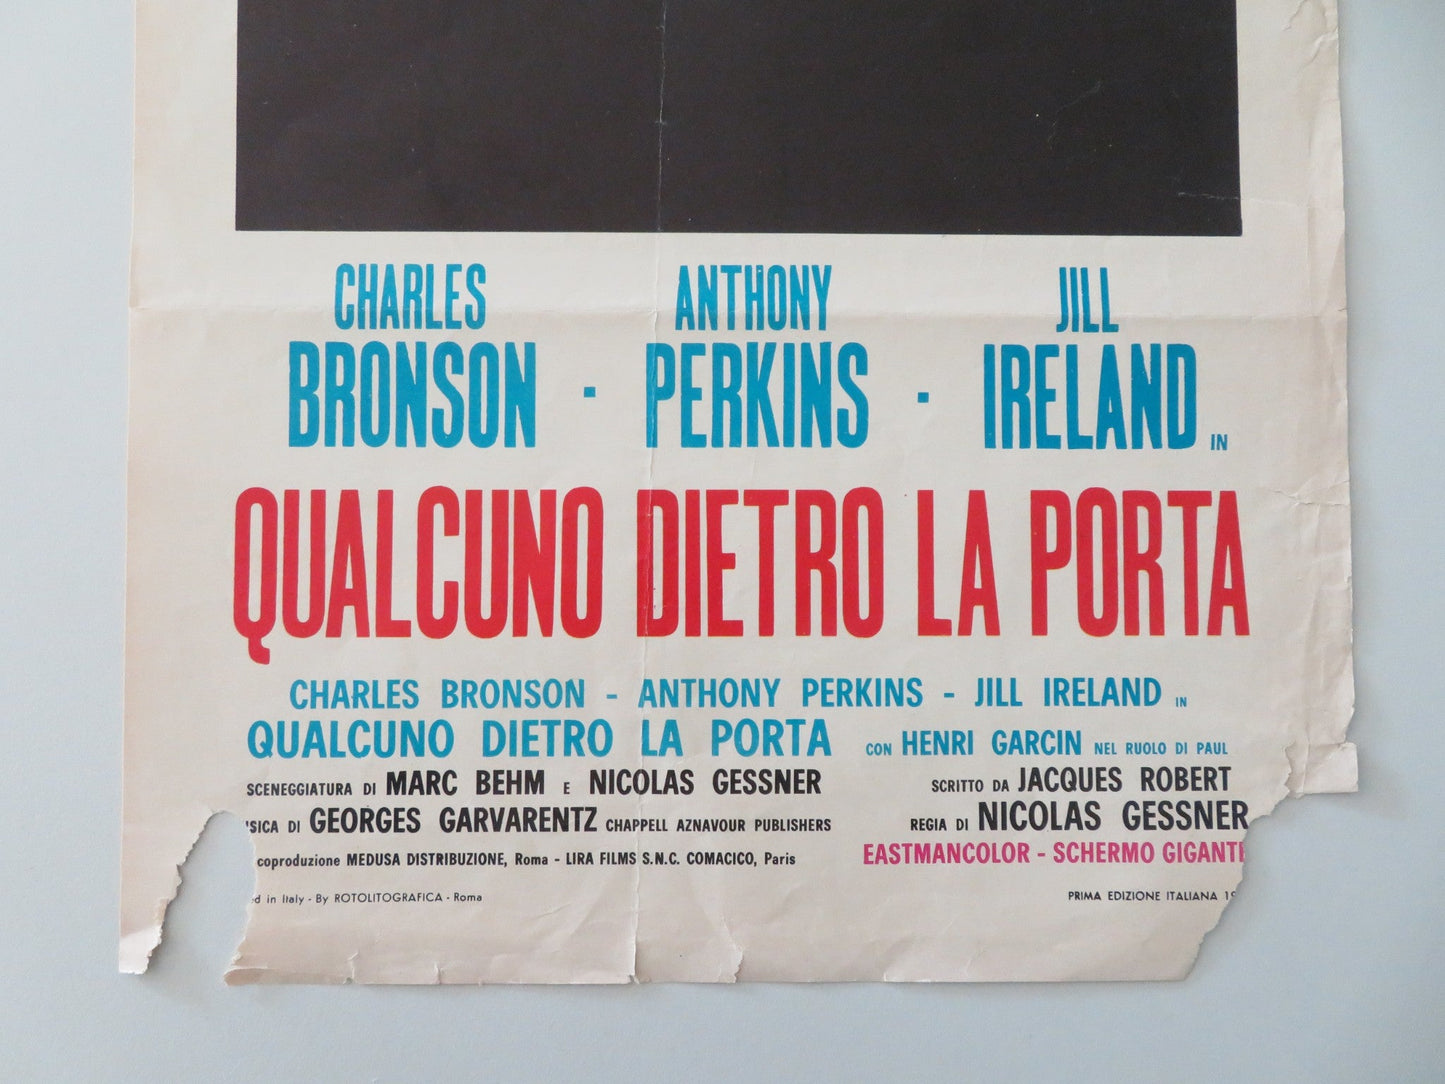 CHARLES BRONSON - ANTHONY PERKINS - JILL IRELAND IN
QUALCUNO DIETRO LA PORTA
CHARLES BRONSON - ANTHONY PERKINS - JILL IRELAND IN
QUALCUNO DIETRO LA PORTA CON HENRI GARCIN NEL RUOLO DI PAUL
SCENEGGIATURA DI MARC BEHM E NICOLAS GESSNER SCRITTO DA JACQUES ROBERT
DI GEORGES GARVARENTZ CHAPPELL AZNAVOUR PUBLISHERS REGIA DI NICOLAS GESSNER
coproduzione MEDUSA DISTRIBUZIONE, Roma - LIRA FILMS S.N.C. COMACICO, Paris EASTMANCOLOR - SCHERMO GIGANTE
in Italy - By ROTOLITOGRAFICA - Roma PRIMA EDIZIONE ITALIANA